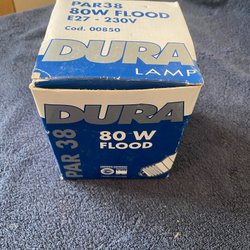 PAR38
80W FLOOD
E27 - 230V
Cod. 00850
DURA
LAMP
DURA
PAR 38
80 W
FLOOD